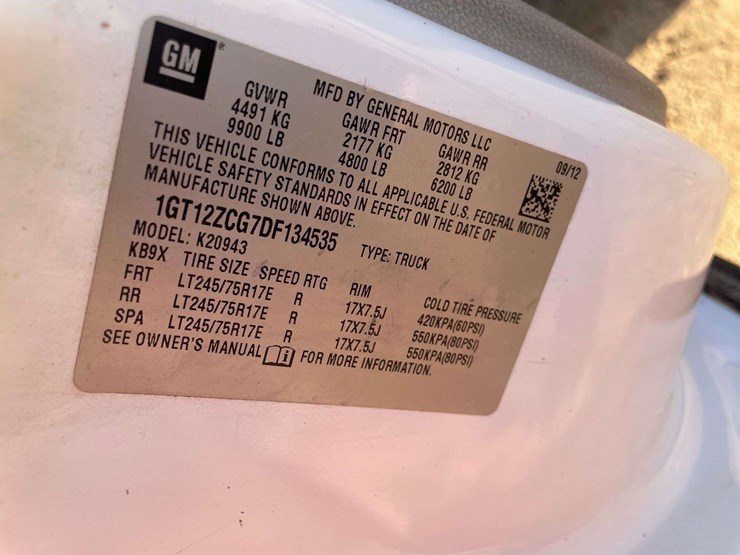 GM
MFD BY GENERAL MOTORS LLC 09/12
GVWR GAWR FRT GAWR RR
4491 KG 2177 KG 2812 KG
9900 LB 4800 LB 6200 LB
THIS VEHICLE CONFORMS TO ALL APPLICABLE U.S. FEDERAL MOTOR
VEHICLE SAFETY STANDARDS IN EFFECT ON THE DATE OF
MANUFACTURE SHOWN ABOVE.
1GT12ZCG7DF134535 TYPE: TRUCK
MODEL: K20943
KB9X TIRE SIZE SPEED RTG RIM COLD TIRE PRESSURE
FRT LT245/75R17E R 17X7.5J 420KPA(60PSI)
RR LT245/75R17E R 17X7.5J 550KPA(80PSI)
SPA LT245/75R17E R 17X7.5J 550KPA(80PSI)
SEE OWNER'S MANUAL i FOR MORE INFORMATION.